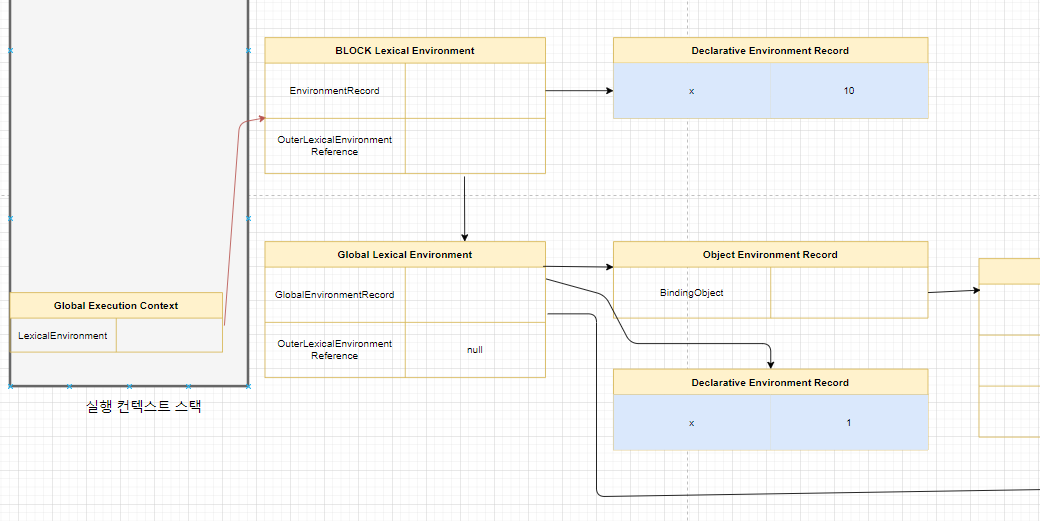 BLOCK Lexical Environment
EnvironmentRecord
OuterLexicalEnvironment
Reference
Declarative Environment Record
x 10
Global Lexical Environment
GlobalEnvironmentRecord
OuterLexicalEnvironment
Reference
null
Object Environment Record
BindingObject
Global Execution Context
LexicalEnvironment
Declarative Environment Record
x 1
실행 컨텍스트 스택